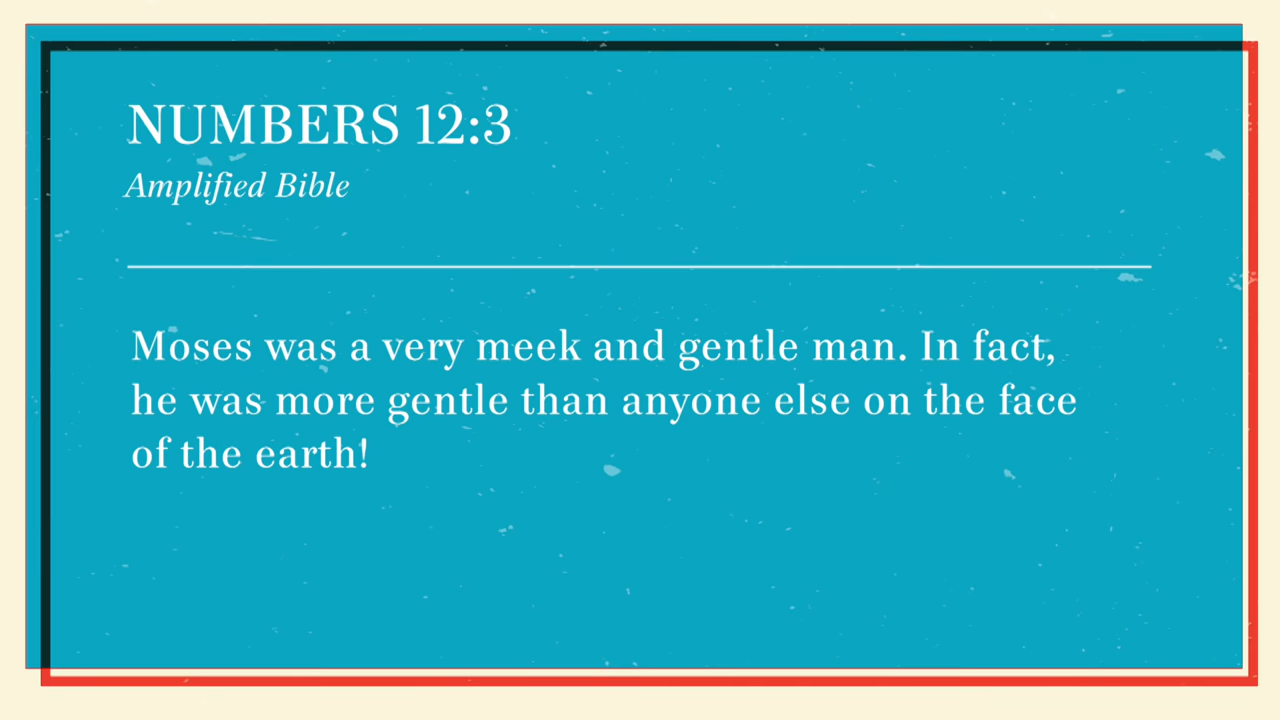 NUMBERS 12:3
Amplified Bible
Moses was a very meek and gentle man. In fact,
he was more gentle than anyone else on the face
of the earth!